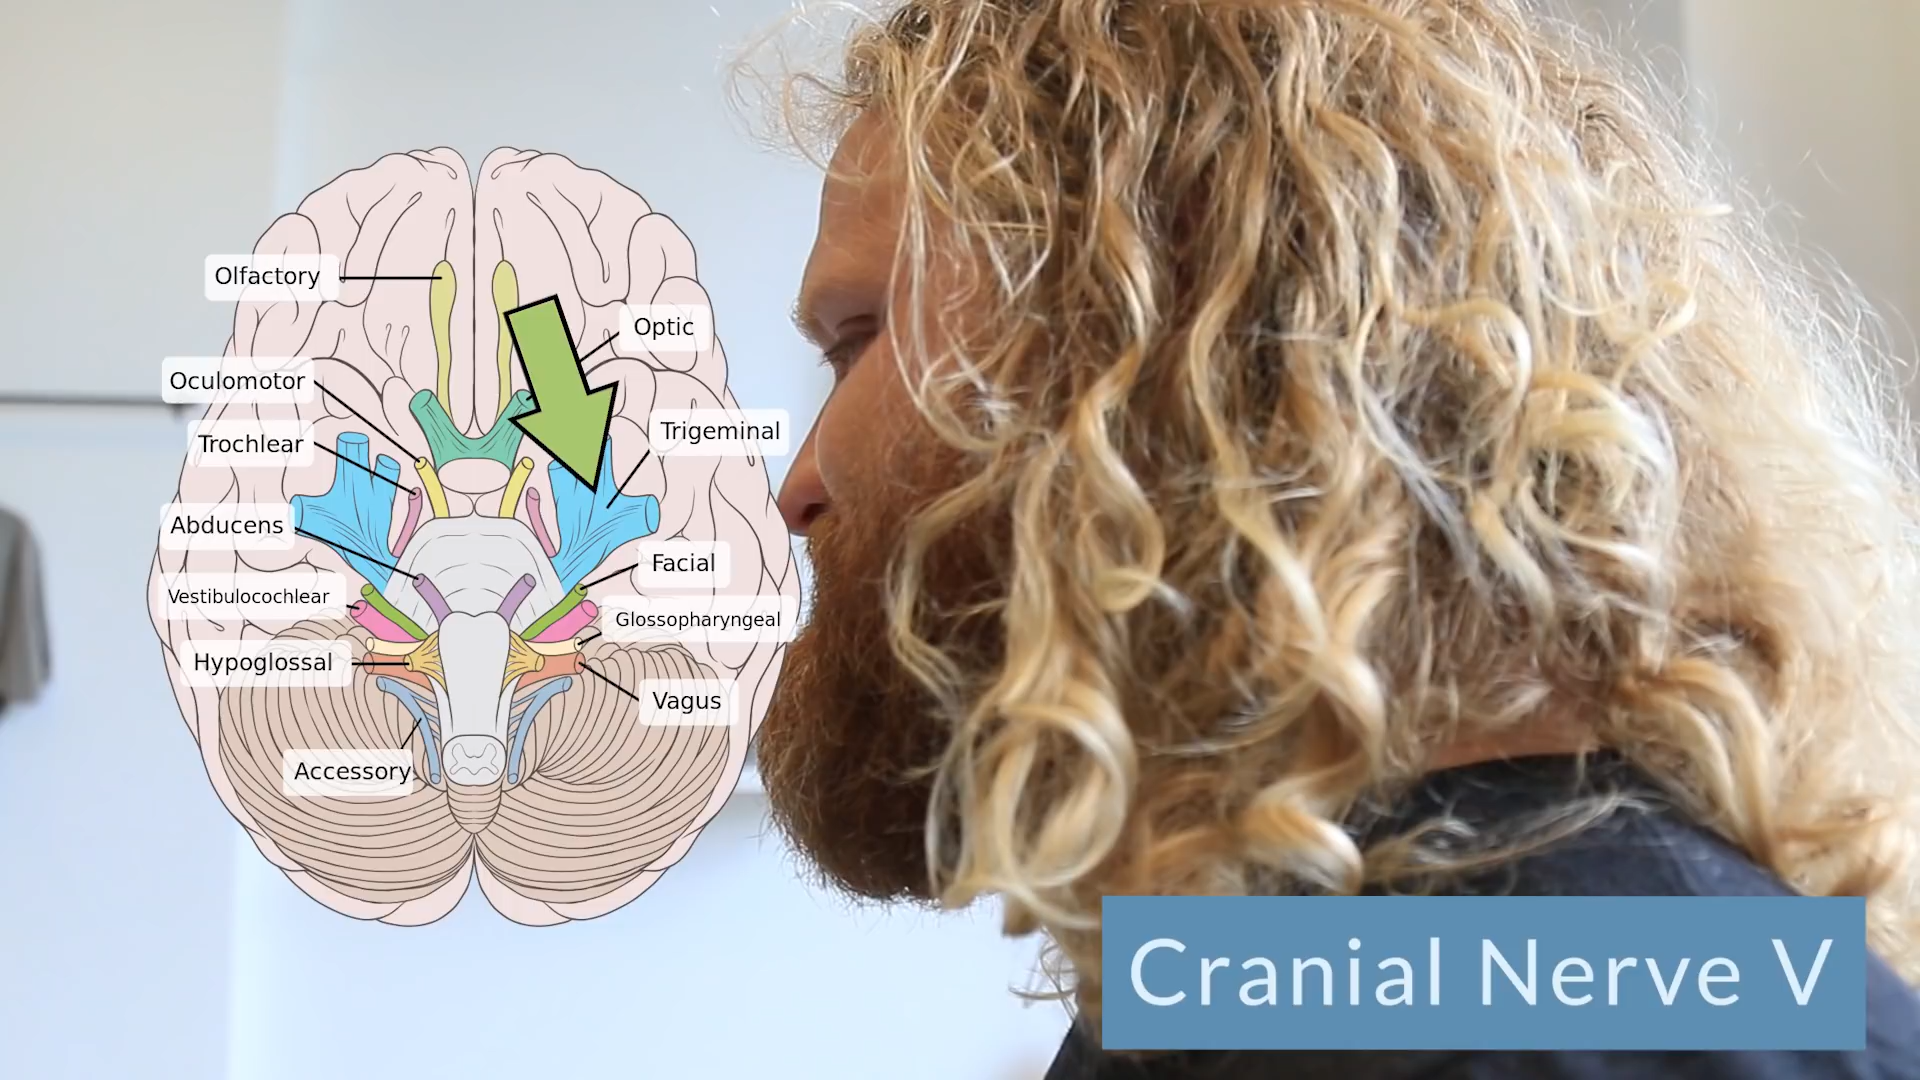 Olfactory
Optic
Oculomotor
Trigeminal
Trochlear
Abducens
Facial
Vestibulocochlear
Glossopharyngeal
Hypoglossal
Vagus
Accessory
Cranial Nerve V